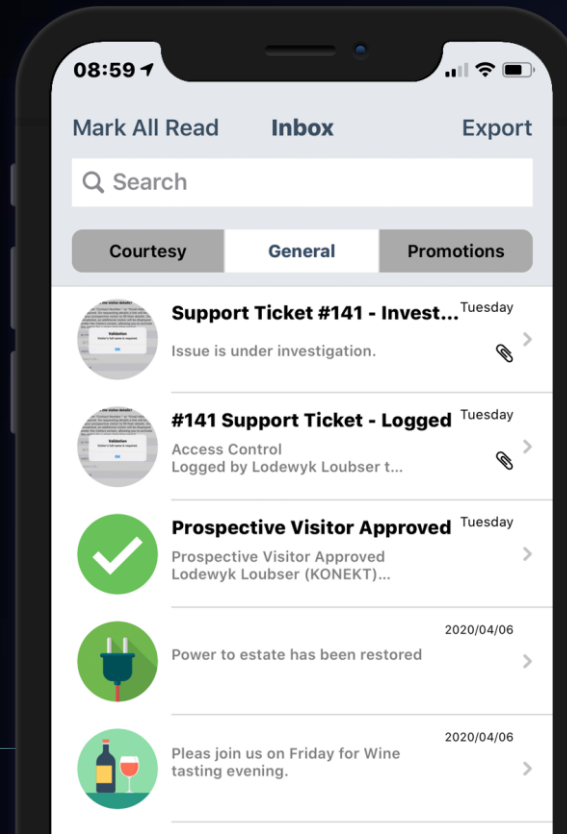 08:59
Mark All Read Inbox Export
Search
Courtesy General Promotions
Support Ticket #141 - Invest... Tuesday
Issue is under investigation.
#141 Support Ticket - Logged Tuesday
Access Control
Logged by Lodewyk Loubser t...
Prospective Visitor Approved Tuesday
Prospective Visitor Approved
Lodewyk Loubser (KONEKT)...
2020/04/06
Power to estate has been restored
2020/04/06
Pleas join us on Friday for Wine
tasting evening.